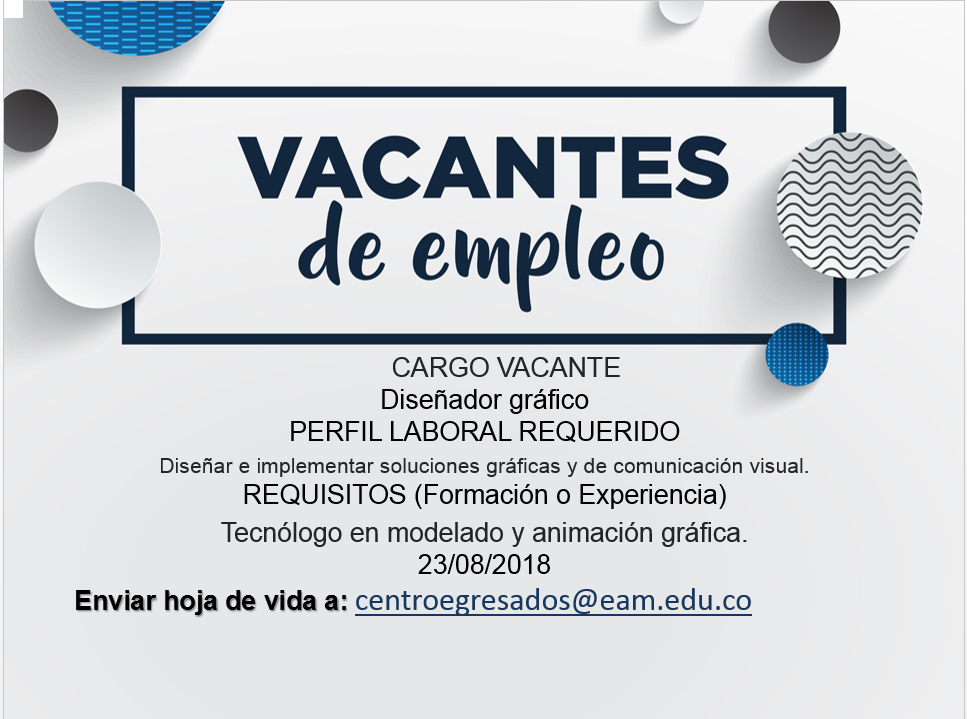 VACANTES
de empleo
CARGO VACANTE
Diseñador gráfico
PERFIL LABORAL REQUERIDO
Diseñar e implementar soluciones gráficas y de comunicación visual.
REQUISITOS (Formación o Experiencia)
Tecnólogo en modelado y animación gráfica.
23/08/2018
Enviar hoja de vida a: centroegresados@eam.edu.co